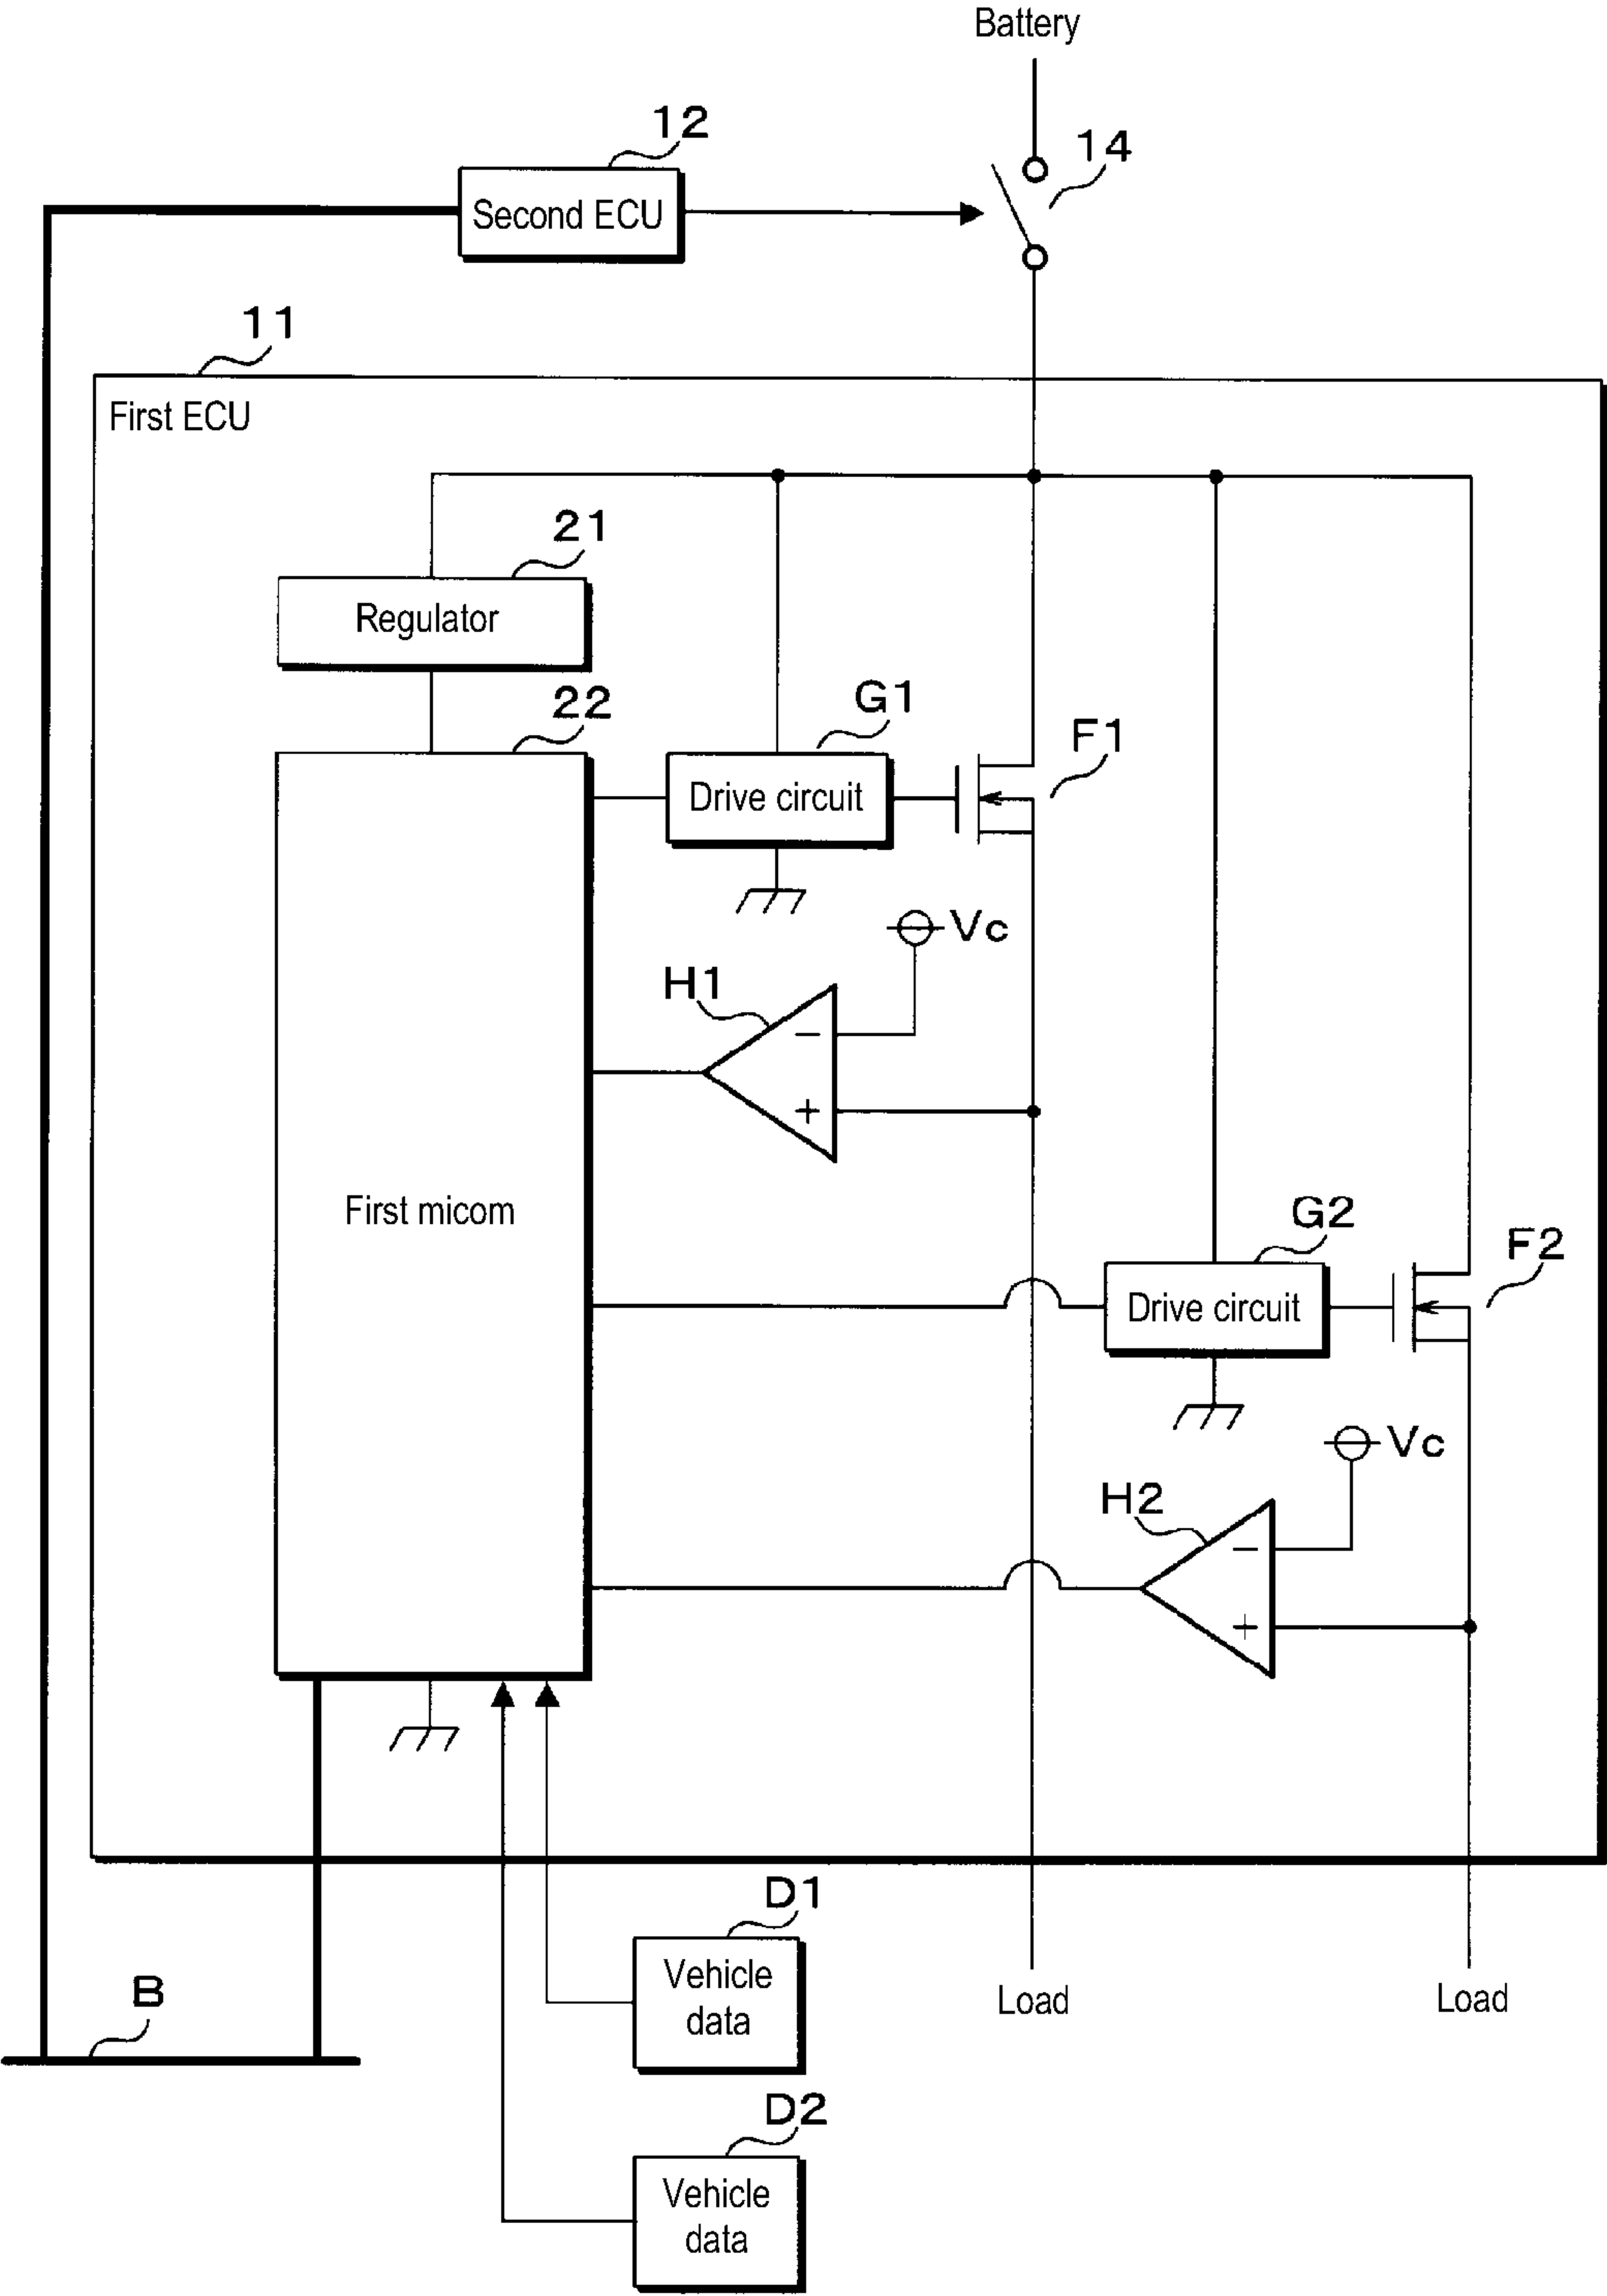 Battery
12
14
Second ECU
11
First ECU
21
Regulator
22
G1
F1
Drive circuit
Vc
H1
−
+
First micom
G2
F2
Drive circuit
Vc
H2
−
+
D1
Vehicle
data
Load
Load
B
D2
Vehicle
data